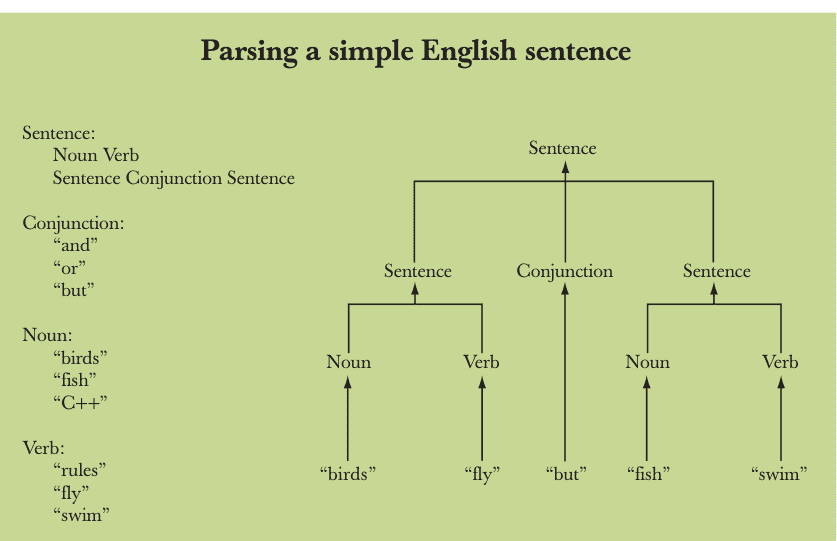 Parsing a simple English sentence
Sentence:
Noun Verb
Sentence Conjunction Sentence
Conjunction:
“and”
“or”
“but”
Noun:
“birds”
“fish”
“C++”
Verb:
“rules”
“fly”
“swim”
Sentence
Sentence Conjunction Sentence
Noun Verb Noun Verb
“birds” “fly” “but” “fish” “swim”